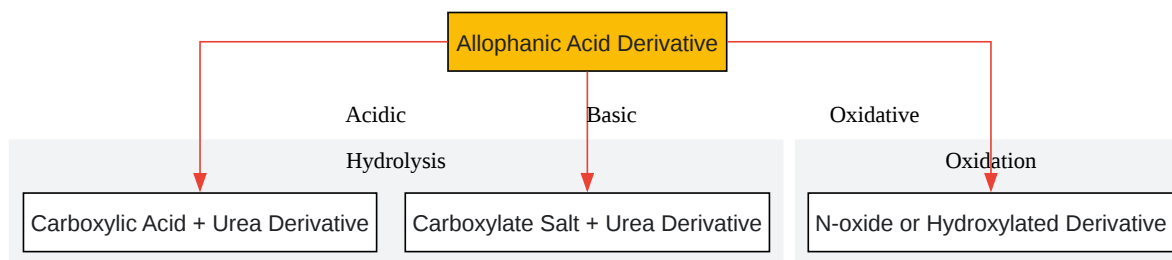 Allophanic Acid Derivative
Acidic
Basic
Oxidative
Hydrolysis
Oxidation
Carboxylic Acid + Urea Derivative
Carboxylate Salt + Urea Derivative
N-oxide or Hydroxylated Derivative